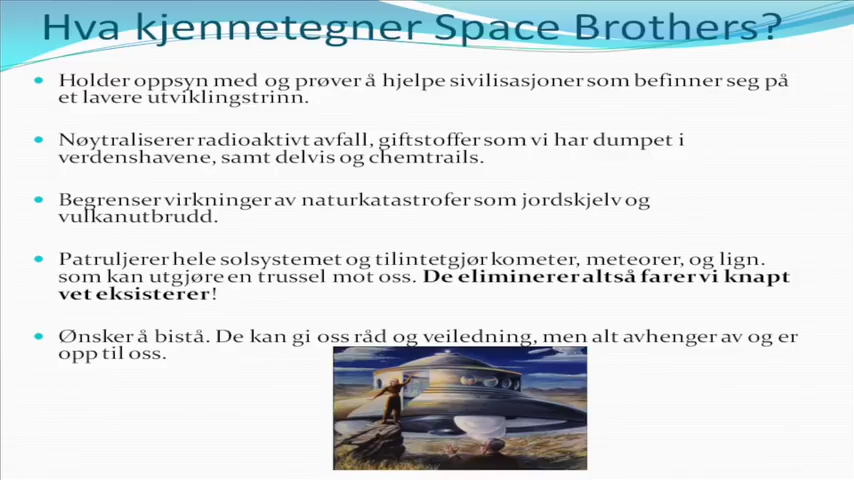 Hva kjennetegner Space Brothers?
Holder oppsyn med og prøver å hjelpe sivilisasjoner som befinner seg på
et lavere utviklingstrinn.
Nøytraliserer radioaktivt avfall, giftstoffer som vi har dumpet i
verdenshavene, samt delvis og chemtrails.
Begrenser virkninger av naturkatastrofer som jordskjelv og
vulkanutbrudd.
Patruljerer hele solsystemet og tilintetgjør kometer, meteorer, og lign.
som kan utgjøre en trussel mot oss. De eliminerer altså farer vi knapt
vet eksisterer!
Ønsker å bistå. De kan gi oss råd og veiledning, men alt avhenger av og er
opp til oss.